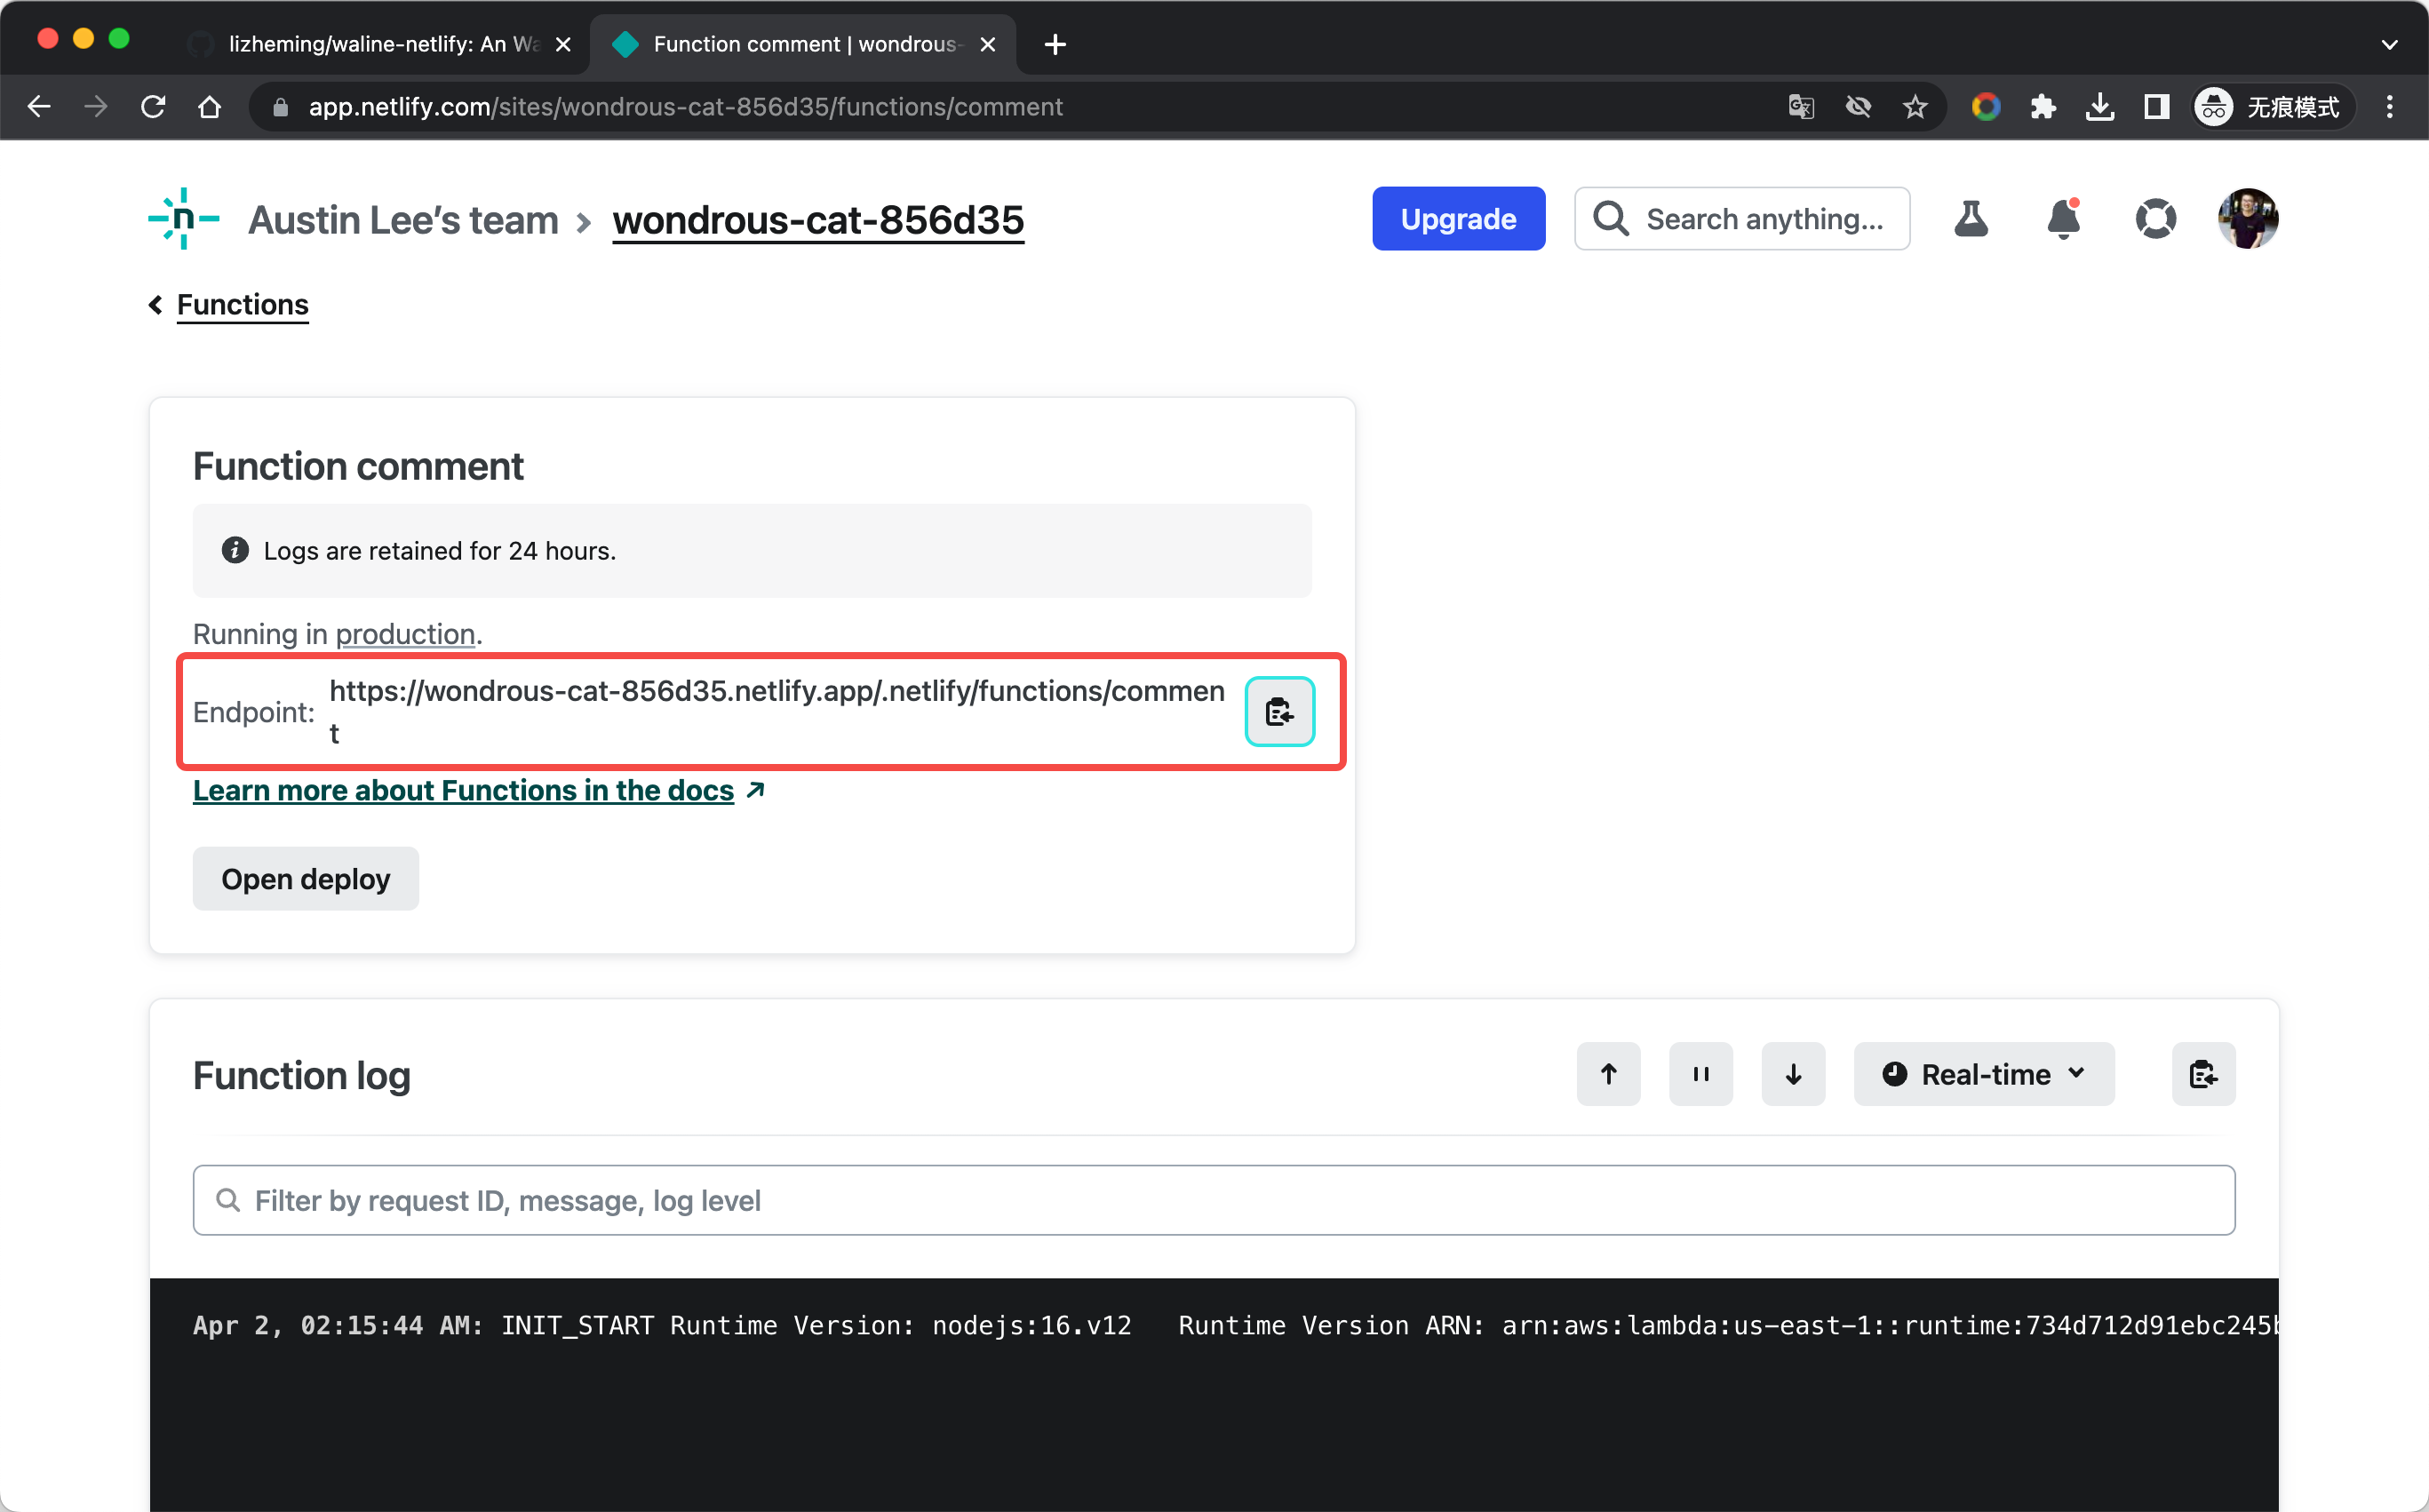 lizheming/waline-netlify: An Wa
Function comment | wondrous-
app.netlify.com/sites/wondrous-cat-856d35/functions/comment
无痕模式
n
Austin Lee’s team
wondrous-cat-856d35
Upgrade
Search anything...
Functions
Function comment
Logs are retained for 24 hours.
Running in production.
Endpoint: https://wondrous-cat-856d35.netlify.app/.netlify/functions/commen
t
Learn more about Functions in the docs
Open deploy
Function log
Real-time
Filter by request ID, message, log level
Apr 2, 02:15:44 AM: INIT_START Runtime Version: nodejs:16.v12 Runtime Version ARN: arn:aws:lambda:us-east-1::runtime:734d712d91ebc245b